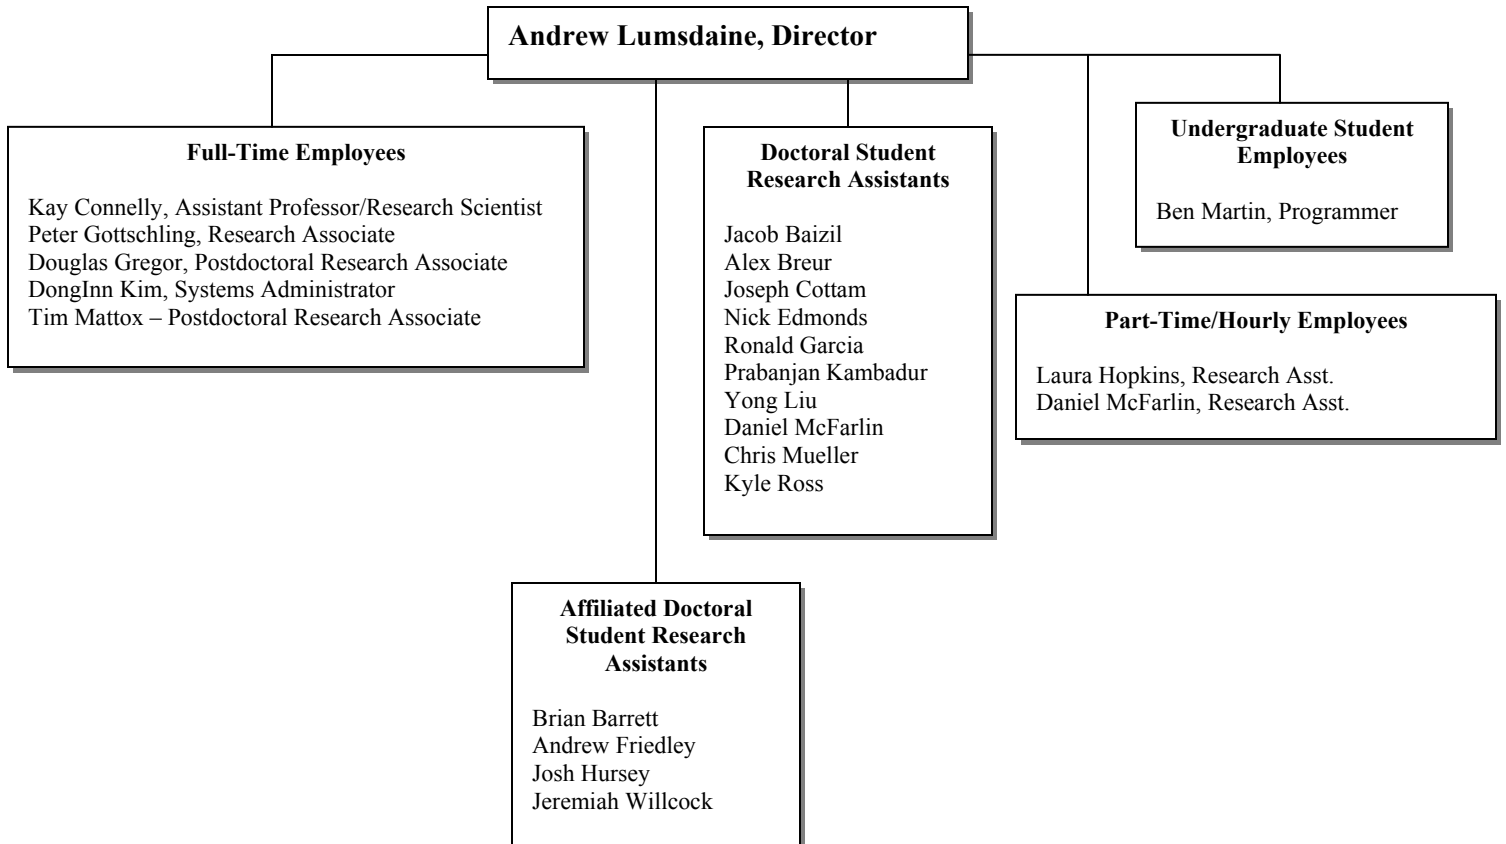 Andrew Lumsdaine, Director
Full-Time Employees
Kay Connelly, Assistant Professor/Research Scientist
Peter Gottschling, Research Associate
Douglas Gregor, Postdoctoral Research Associate
DongInn Kim, Systems Administrator
Tim Mattox – Postdoctoral Research Associate
Doctoral Student
Research Assistants
Jacob Baizil
Alex Breur
Joseph Cottam
Nick Edmonds
Ronald Garcia
Prabanjan Kambadur
Yong Liu
Daniel McFarlin
Chris Mueller
Kyle Ross
Undergraduate Student
Employees
Ben Martin, Programmer
Part-Time/Hourly Employees
Laura Hopkins, Research Asst.
Daniel McFarlin, Research Asst.
Affiliated Doctoral
Student Research
Assistants
Brian Barrett
Andrew Friedley
Josh Hursey
Jeremiah Willcock